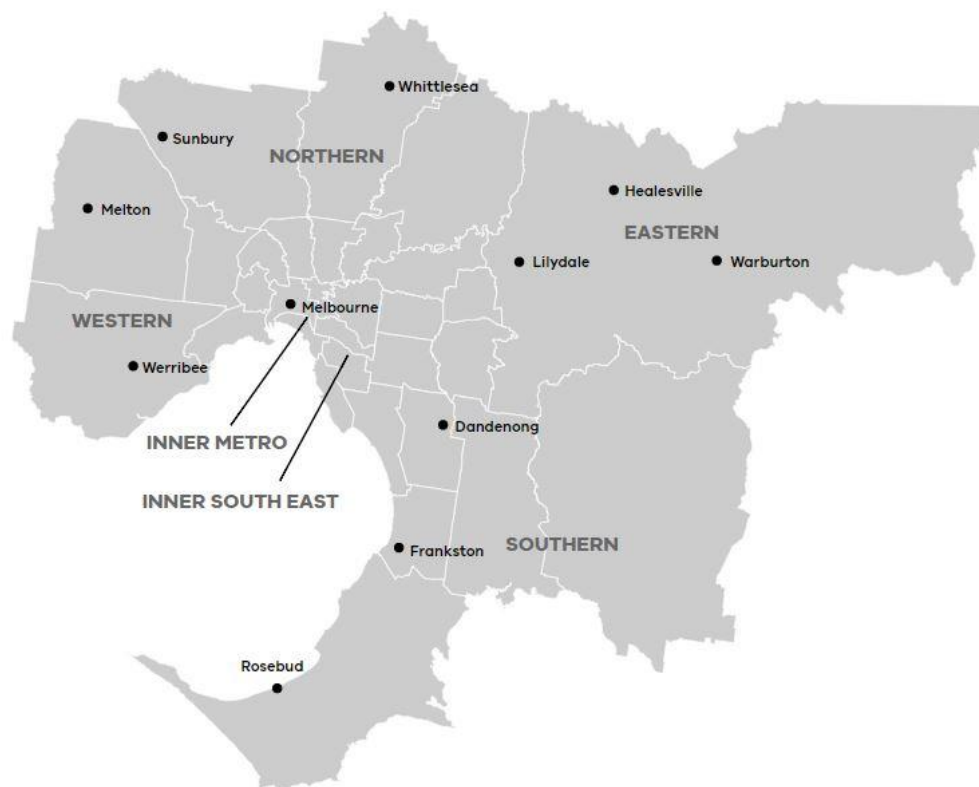 Whittlesea
Sunbury
NORTHERN
Healesville
Melton
EASTERN
Lilydale
Warburton
Melbourne
WESTERN
Werribee
Dandenong
INNER METRO
INNER SOUTH EAST
SOUTHERN
Frankston
Rosebud